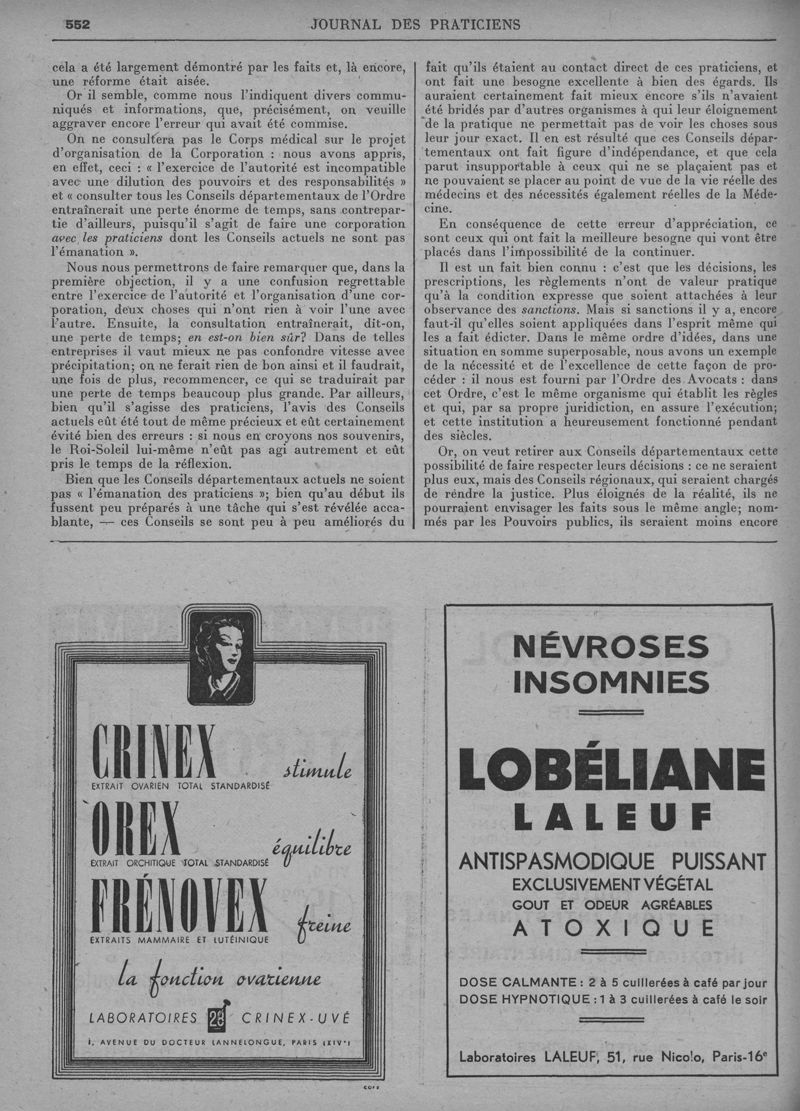 552
JOURNAL DES PRATICIENS
cela a été largement démontré par les faits et, là encore,
une réforme était aisée.
Or il semble, comme nous l'indiquent divers commu-
niqués et informations, que, précisément, on veuille
aggraver encore l'erreur qui avait été commise.
On ne consultera pas le Corps médical sur le projet
d'organisation de la Corporation : nous avons appris,
en effet, ceci : « l'exercice de l'autorité est incompatible
avec une dilution des pouvoirs et des responsabilités »
et « consulter tous les Conseils départementaux de l'Ordre
entraînerait une perte énorme de temps, sans contrepar-
tie d'ailleurs, puisqu'il s'agit de faire une corporation
avec les praticiens dont les Conseils actuels ne sont pas
l'émanation ».
Nous nous permettrons de faire remarquer que, dans la
première objection, il y a une confusion regrettable
entre l'exercice de l'autorité et l'organisation d'une cor-
poration, deux choses qui n'ont rien à voir l'une avec
l'autre. Ensuite, la consultation entraînerait, dit-on,
une perte de temps; en est-on bien sûr? Dans de telles
entreprises il vaut mieux ne pas confondre vitesse avec
précipitation; on ne ferait rien de bon ainsi et il faudrait,
une fois de plus, recommencer, ce qui se traduirait par
une perte de temps beaucoup plus grande. Par ailleurs,
bien qu'il s'agisse des praticiens, l'avis des Conseils
actuels eût été tout de même précieux et eût certainement
évité bien des erreurs : si nous en croyons nos souvenirs,
le Roi-Soleil lui-même n'eût pas agi autrement et eût
pris le temps de la réflexion.
Bien que les Conseils départementaux actuels ne soient
pas « l'émanation des praticiens »; bien qu'au début ils
fussent peu préparés à une tâche qui s'est révélée acca-
blante, — ces Conseils se sont peu à peu améliorés du
fait qu'ils étaient au contact direct de ces praticiens, et
ont fait une besogne excellente à bien des égards. Ils
auraient certainement fait mieux encore s'ils n'avaient
été bridés par d'autres organismes à qui leur éloignement
de la pratique ne permettait pas de voir les choses sous
leur jour exact. Il en est résulté que ces Conseils dépar-
tementaux ont fait figure d'indépendance, et que cela
parut insupportable à ceux qui ne se plaçaient pas et
ne pouvaient se placer au point de vue de la vie réelle des
médecins et des nécessités également réelles de la Méde-
cine.
En conséquence de cette erreur d'appréciation, ce
sont ceux qui ont fait la meilleure besogne qui vont être
placés dans l'impossibilité de la continuer.
Il est un fait bien connu : c'est que les décisions, les
prescriptions, les règlements n'ont de valeur pratique
qu'à la condition expresse que soient attachées à leur
observance des sanctions. Mais si sanctions il y a, encore
faut-il qu'elles soient appliquées dans l'esprit même qui
les a fait édicter. Dans le même ordre d'idées, dans une
situation en somme superposable, nous avons un exemple
de la nécessité et de l'excellence de cette façon de pro-
céder : il nous est fourni par l'Ordre des Avocats : dans
cet Ordre, c'est le même organisme qui établit les règles
et qui, par sa propre juridiction, en assure l'exécution;
et cette institution a heureusement fonctionné pendant
des siècles.
Or, on veut retirer aux Conseils départementaux cette
possibilité de faire respecter leurs décisions : ce ne seraient
plus eux, mais des Conseils régionaux, qui seraient chargés
de rendre la justice. Plus éloignés de la réalité, ils ne
pourraient envisager les faits sous le même angle; nom-
més par les Pouvoirs publics, ils seraient moins encore
CRINEX stimule
EXTRAIT OVARIEN TOTAL STANDARDISÉ
OREX équilibre
EXTRAIT ORCHITIQUE TOTAL STANDARDISÉ
FRÉNOVEX freine
EXTRAITS MAMMAIRE ET LUTÉINIQUE
la fonction ovarienne
LABORATOIRES CRINEX-UVÉ
1, AVENUE DU DOCTEUR LANNELONGUE, PARIS (XIVe)
NÉVROSES
INSOMNIES
LOBÉLIANE
LALEUF
ANTISPASMODIQUE PUISSANT
EXCLUSIVEMENT VÉGÉTAL
GOUT ET ODEUR AGRÉABLES
ATOXIQUE
DOSE CALMANTE : 2 à 5 cuillerées à café par jour
DOSE HYPNOTIQUE : 1 à 3 cuillerées à café le soir
Laboratoires LALEUF, 51, rue Nicolo, Paris-16e